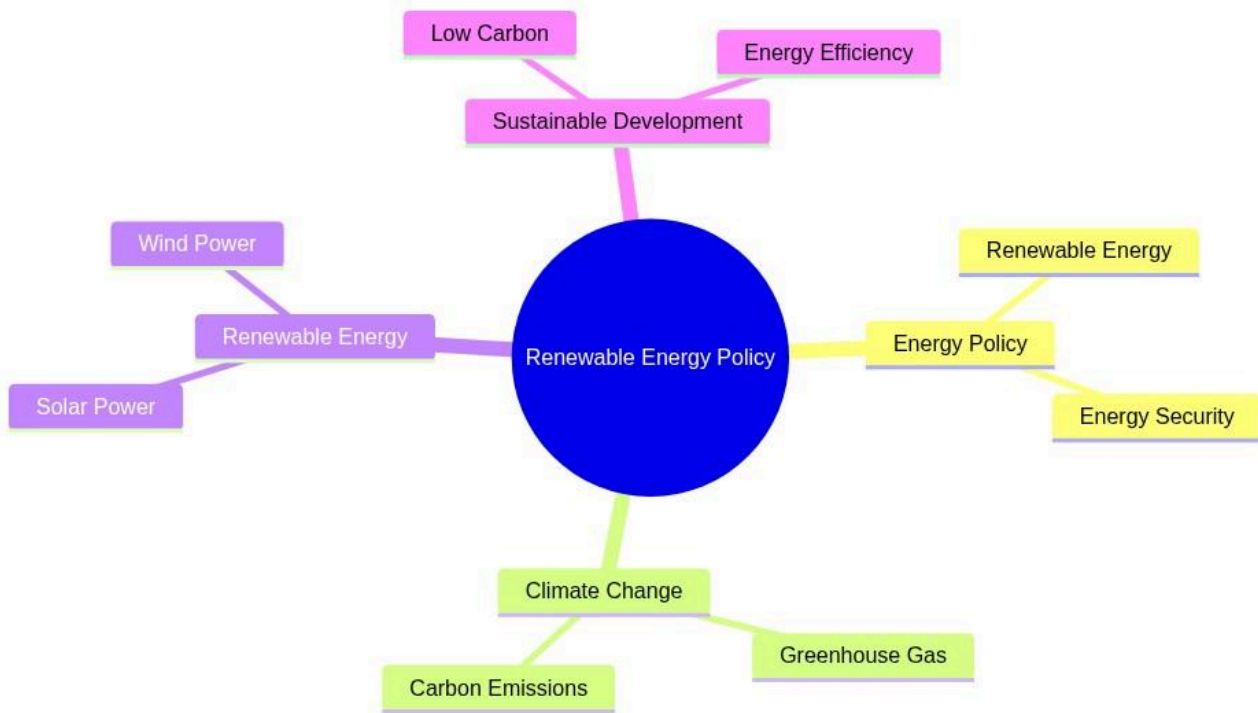 Low Carbon
Energy Efficiency
Sustainable Development
Wind Power
Renewable Energy
Renewable Energy
Energy Policy
Renewable Energy Policy
Solar Power
Energy Security
Climate Change
Greenhouse Gas
Carbon Emissions